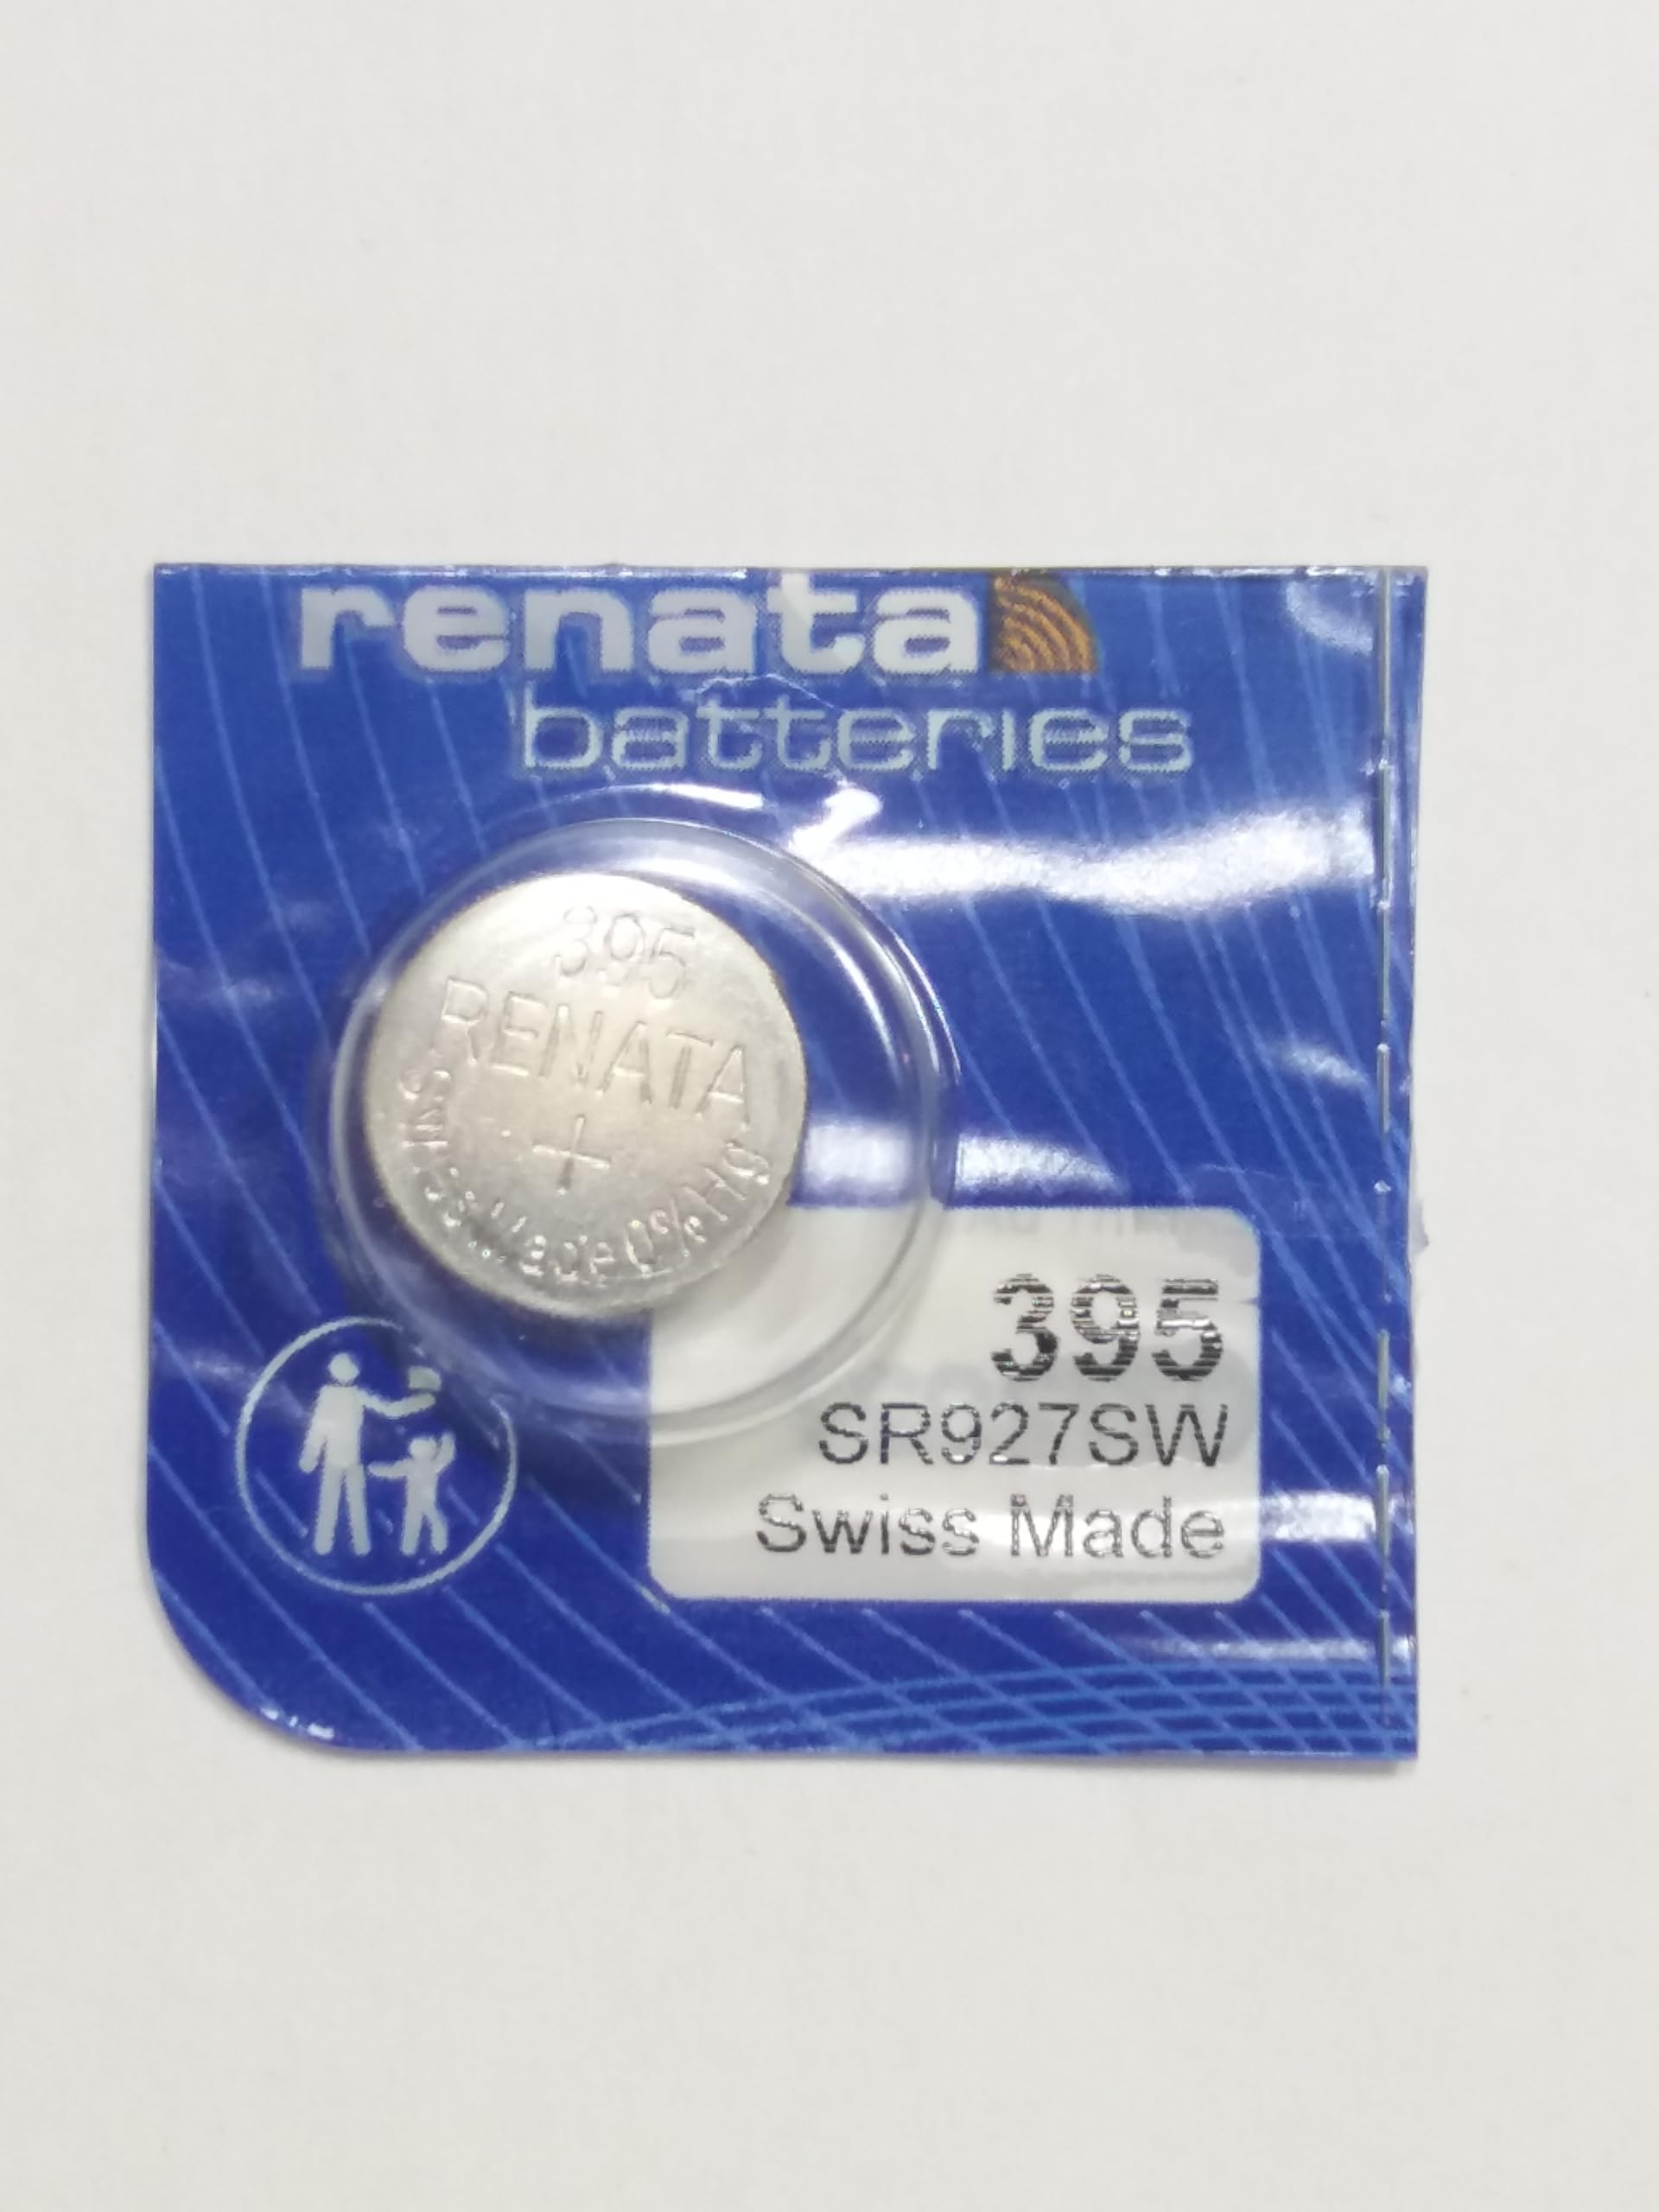 renata
batteries
395
RENATA
+
Swiss Made 0% Hg
395
SR927SW
Swiss Made